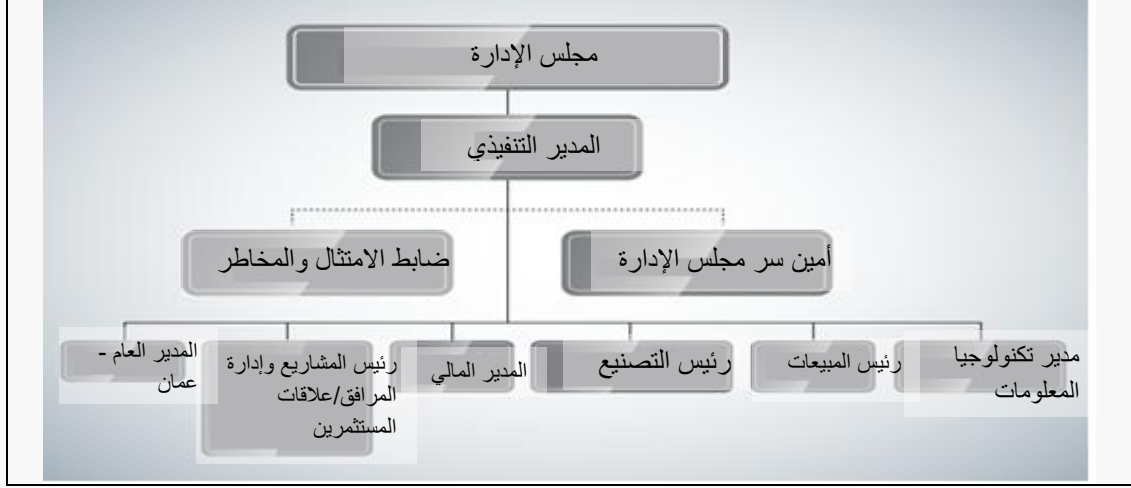 مجلس الإدارة
المدير التنفيذي
أمين سر مجلس الإدارة
ضابط الامتثال والمخاطر
مدير تكنولوجيا
المعلومات
رئيس المبيعات
رئيس التصنيع
المدير المالي
رئيس المشاريع وإدارة
المرافق/علاقات
المستثمرين
المدير العام -
عمان